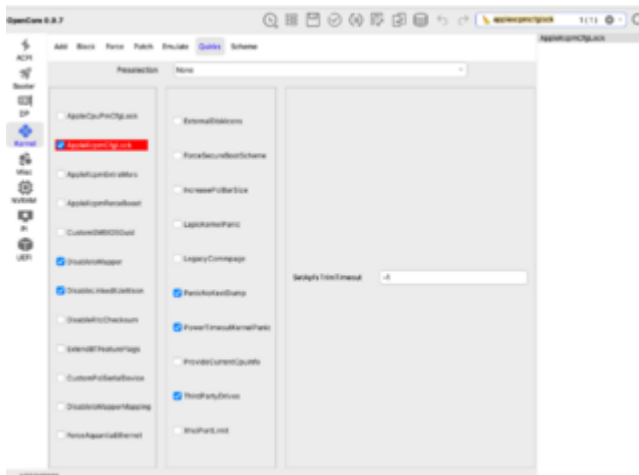 OpenCore 0.9.7
applexcpmcfglock
1(1)
AppleXcpmCfgLock
ACPI
Booter
DP
Kernel
Misc
NVRAM
PI
UEFI
Add Block Force Patch Emulate Quirks Scheme
Preselection None
AppleCpuPmCfgLock
AppleXcpmCfgLock
AppleXcpmExtraMsrs
AppleXcpmForceBoost
CustomSMBIOSGuid
DisableIoMapper
DisableLinkeditJettison
DisableRtcChecksum
ExtendBTFeatureFlags
CustomPciSerialDevice
DisableIoMapperMapping
ForceAquantiaEthernet
ExternalDiskIcons
ForceSecureBootScheme
IncreasePciBarSize
LapicKernelPanic
LegacyCommpage
PanicNoKextDump
PowerTimeoutKernelPanic
ProvideCurrentCpuInfo
ThirdPartyDrives
XhciPortLimit
SetApfsTrimTimeout -1